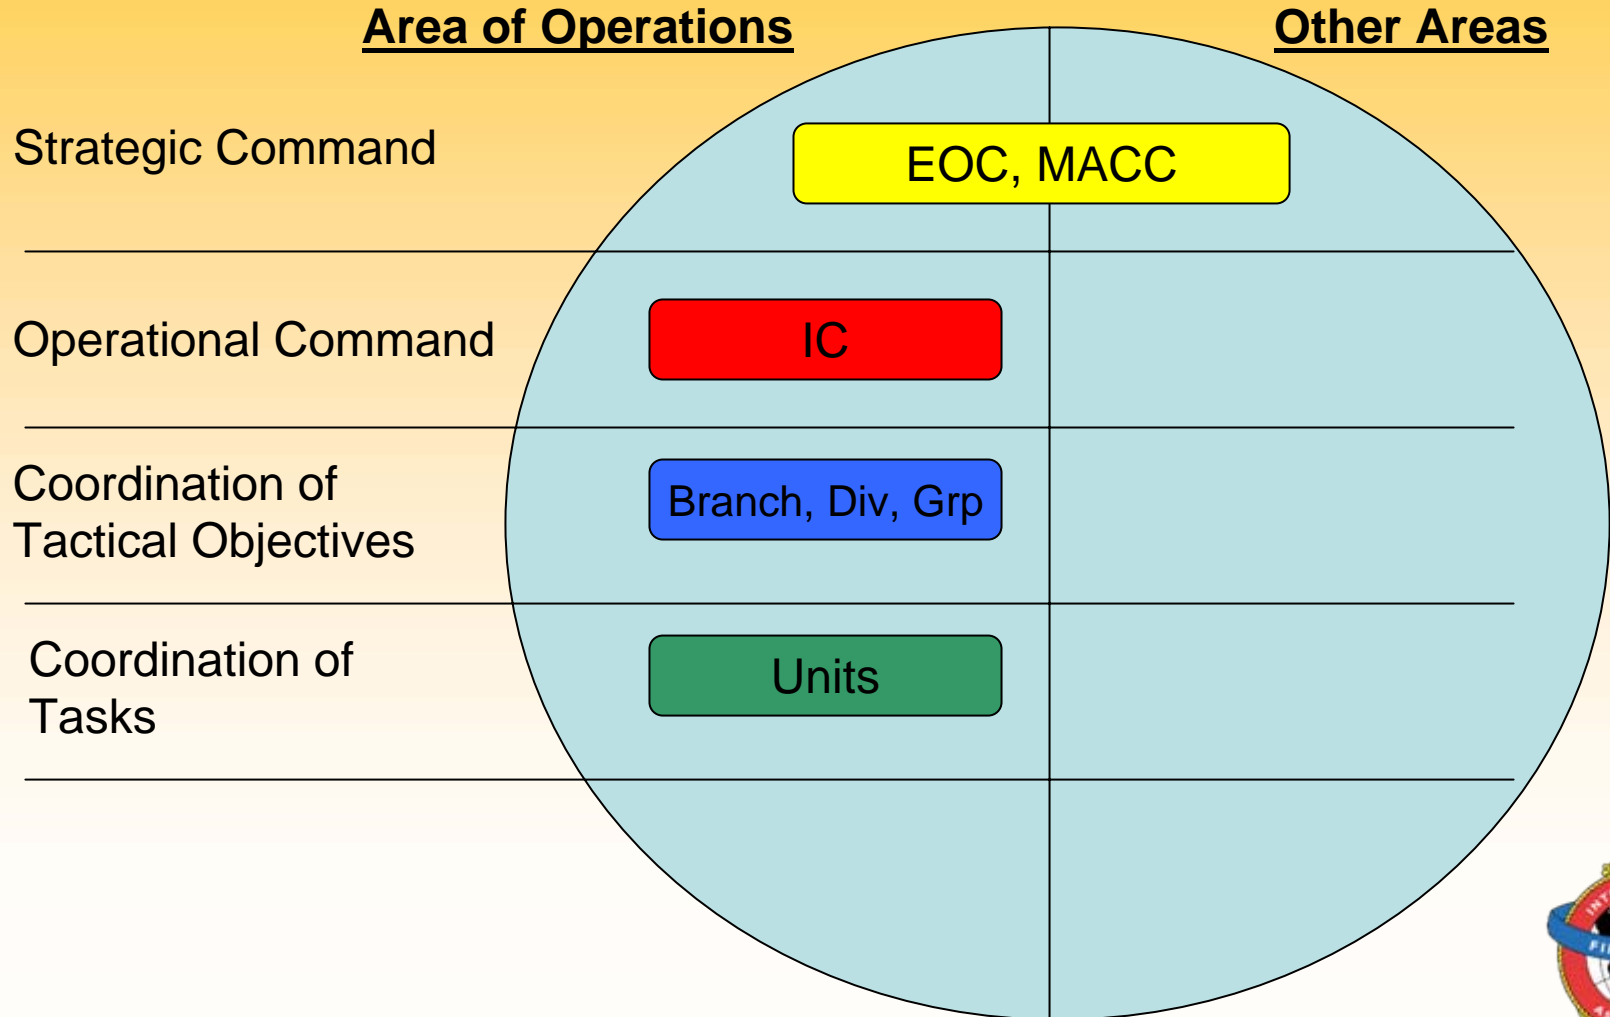 Area of Operations
Other Areas
Strategic Command
EOC, MACC
Operational Command
IC
Coordination of
Tactical Objectives
Branch, Div, Grp
Coordination of
Tasks
Units